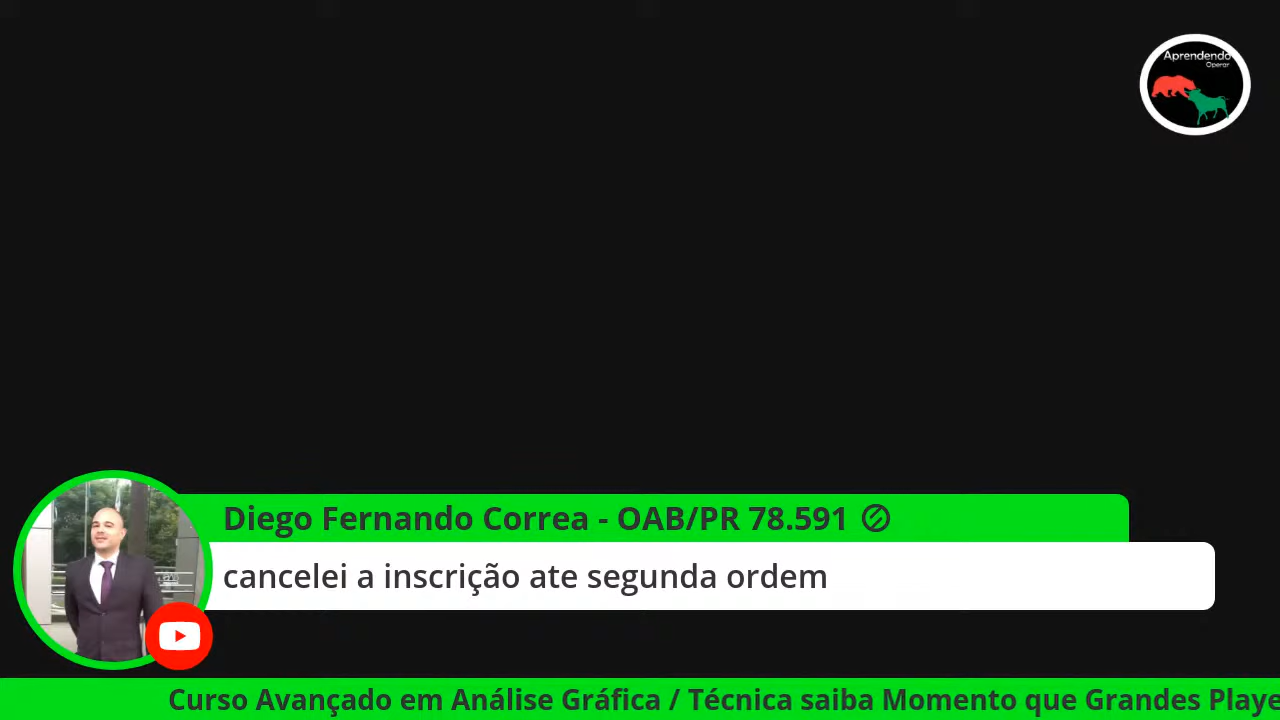 Aprendendo
Operar
Diego Fernando Correa - OAB/PR 78.591
cancelei a inscrição ate segunda ordem
Curso Avançado em Análise Gráfica / Técnica saiba Momento que Grandes Playe